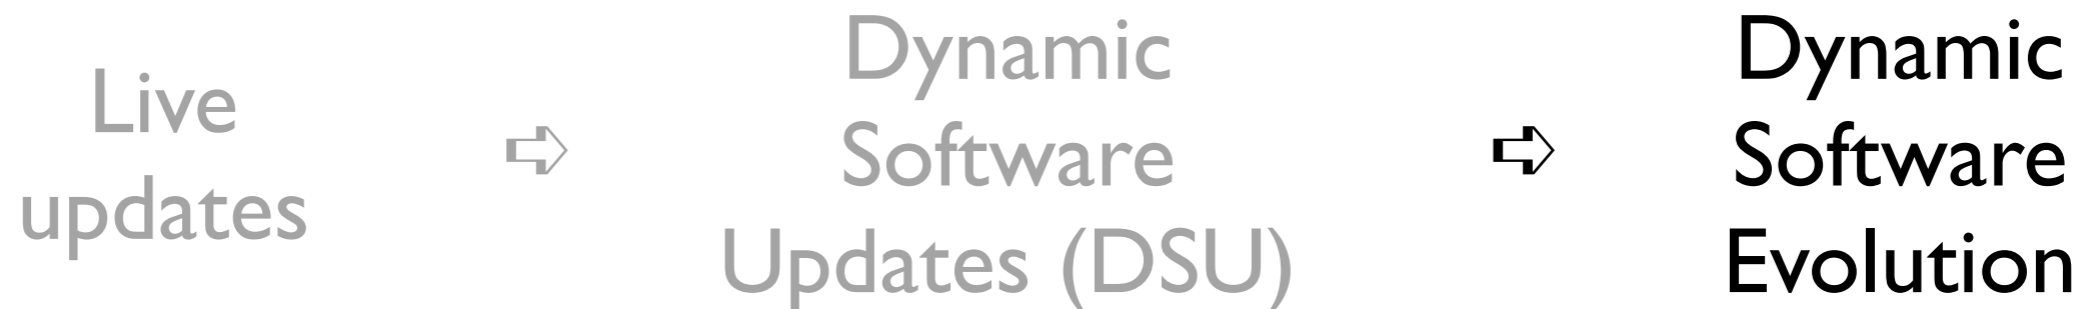 Live
updates
⇨
Dynamic
Software
Updates (DSU)
⇨
Dynamic
Software
Evolution